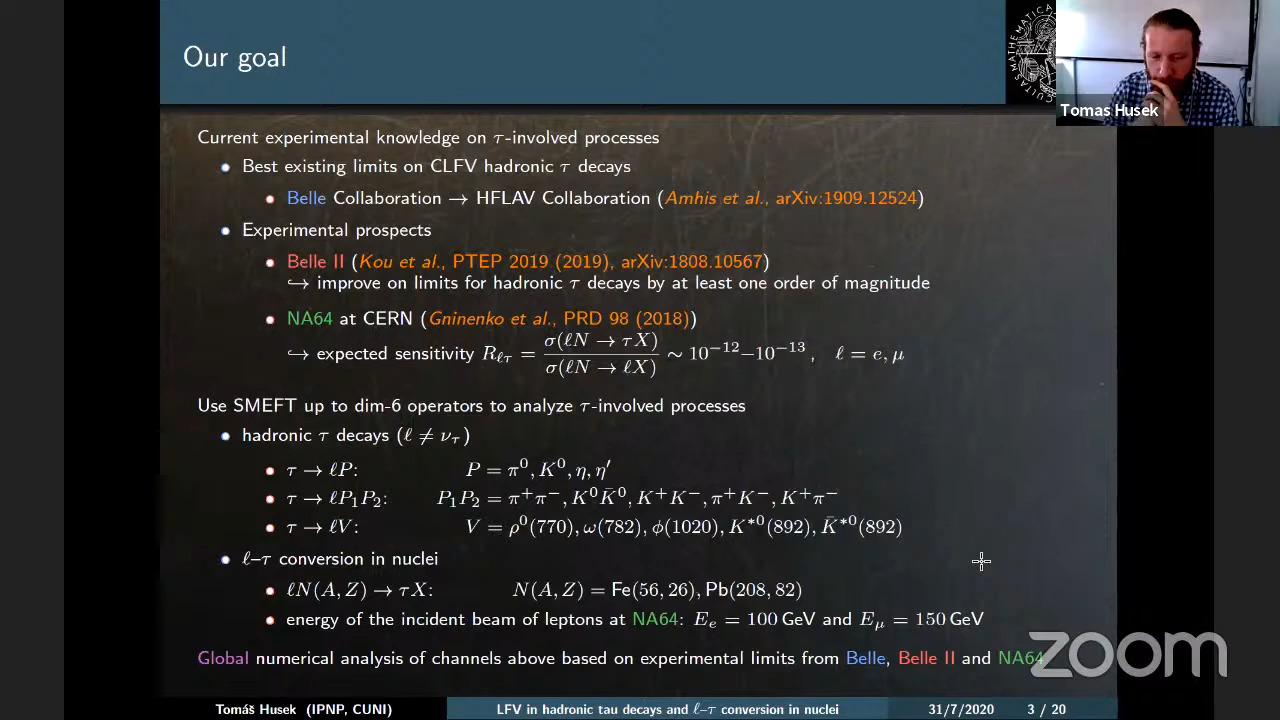 Our goal
Tomas Husek
Current experimental knowledge on τ-involved processes
Best existing limits on CLFV hadronic τ decays
Belle Collaboration → HFLAV Collaboration (Amhis et al., arXiv:1909.12524)
Experimental prospects
Belle II (Kou et al., PTEP 2019 (2019), arXiv:1808.10567)
↪ improve on limits for hadronic τ decays by at least one order of magnitude
NA64 at CERN (Gninenko et al., PRD 98 (2018))
↪ expected sensitivity R_{ℓτ} = σ(ℓN → τX) / σ(ℓN → ℓX) ∼ 10⁻¹²–10⁻¹³ , ℓ = e, μ
Use SMEFT up to dim-6 operators to analyze τ-involved processes
hadronic τ decays (ℓ ≠ ν_τ)
τ → ℓP: P = π⁰, K⁰, η, η′
τ → ℓP₁P₂: P₁P₂ = π⁺π⁻, K⁰K̄⁰, K⁺K⁻, π⁺K⁻, K⁺π⁻
τ → ℓV: V = ρ⁰(770), ω(782), ϕ(1020), K*⁰(892), K̄*⁰(892)
ℓ–τ conversion in nuclei
ℓN(A, Z) → τX: N(A, Z) = Fe(56, 26), Pb(208, 82)
energy of the incident beam of leptons at NA64: E_e = 100 GeV and E_μ = 150 GeV
Global numerical analysis of channels above based on experimental limits from Belle, Belle II and NA64
zoom
Tomáš Husek (IPNP, CUNI) LFV in hadronic tau decays and ℓ–τ conversion in nuclei 31/7/2020 3 / 20